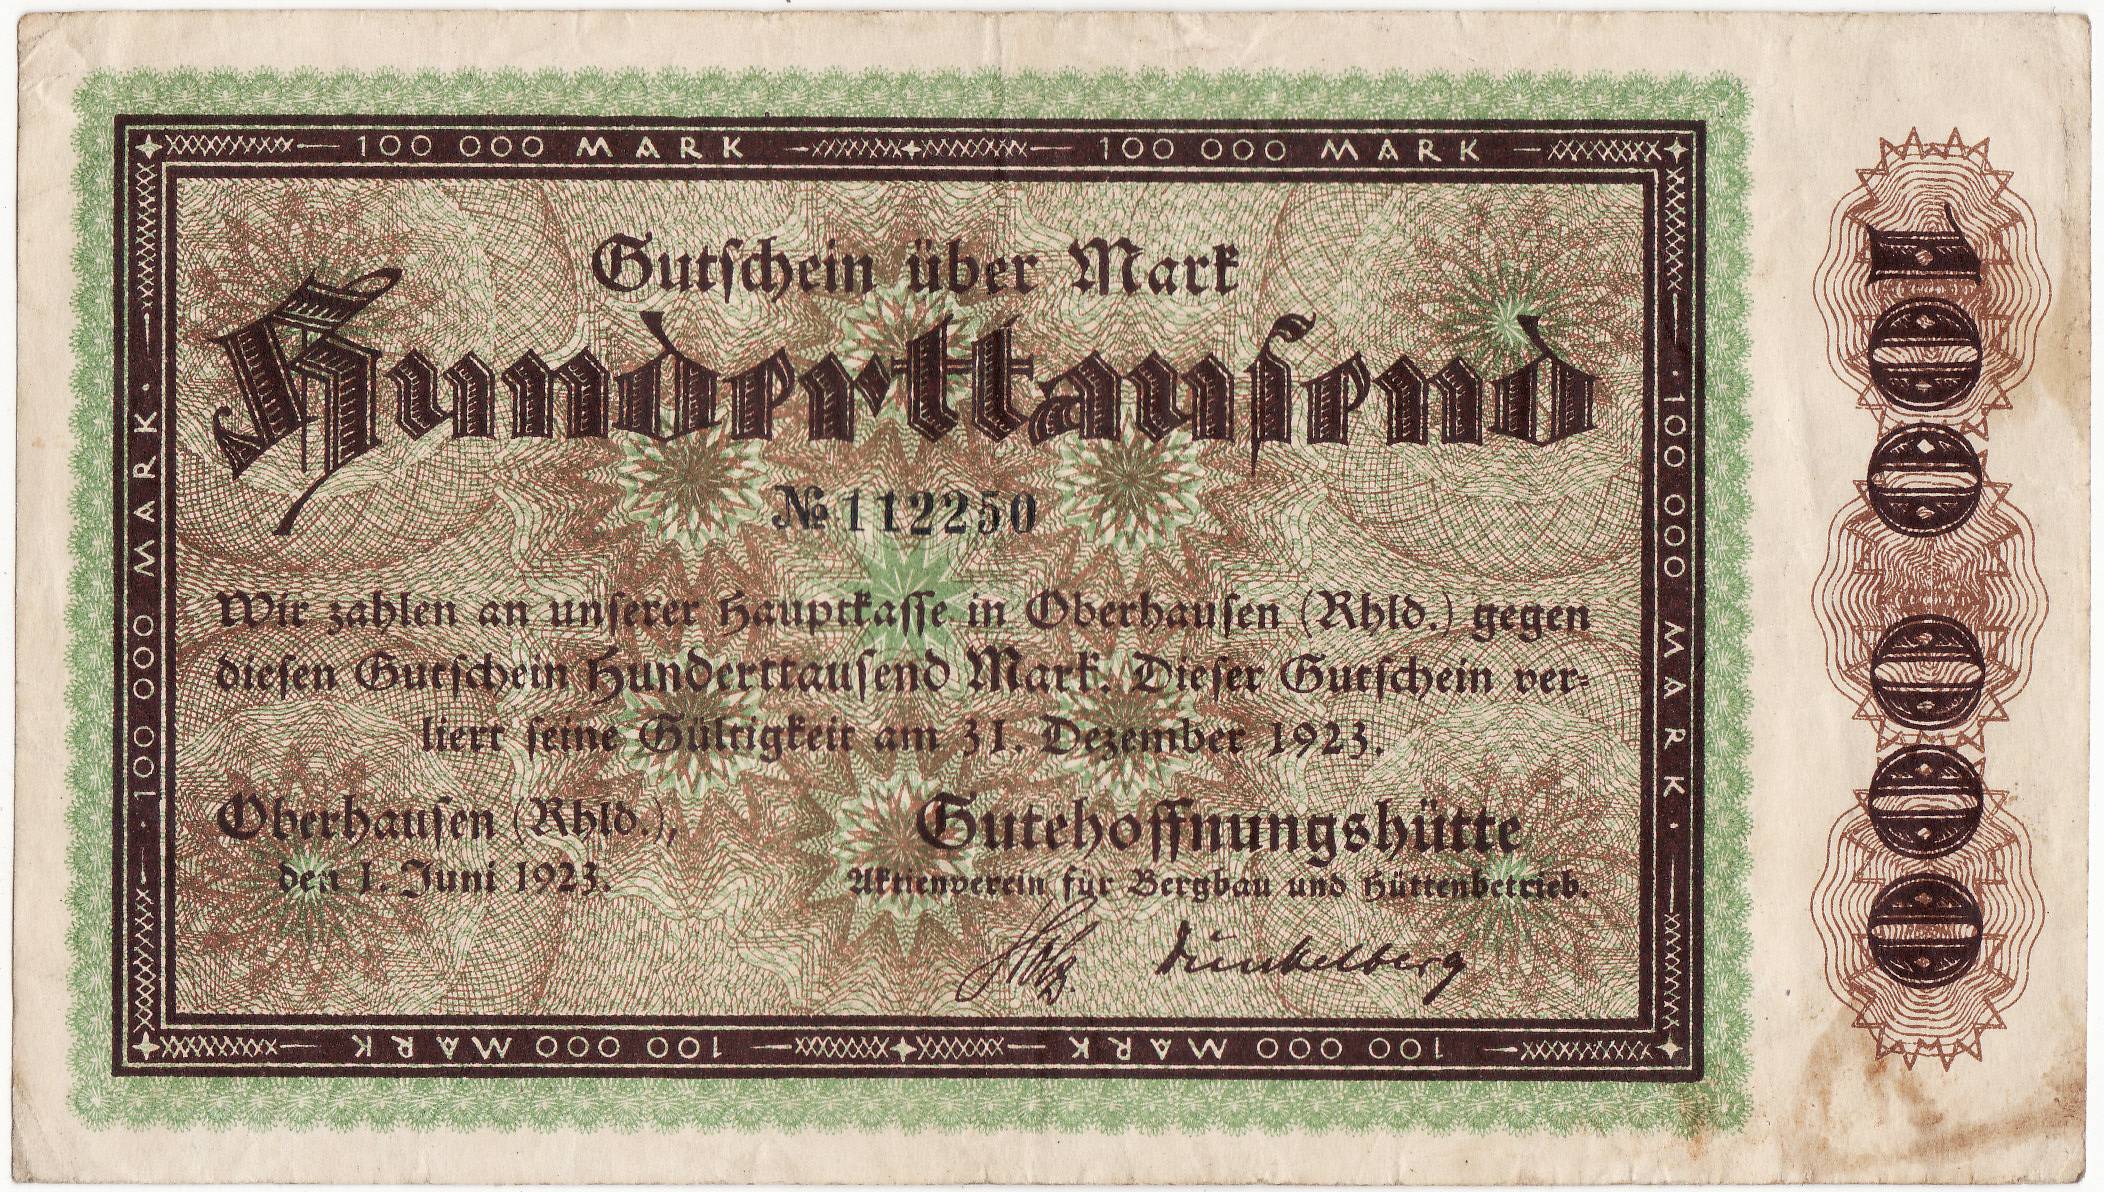 100 000 MARK 100 000 MARK
Gutschein über Mark
Hunderttausend
№ 112250
Wir zahlen an unserer Hauptkasse in Oberhausen (Rhld.) gegen
diesen Gutschein Hunderttausend Mark. Dieser Gutschein ver-
liert seine Gültigkeit am 31. Dezember 1923.
Oberhausen (Rhld.),
den 1. Juni 1923.
Gutehoffnungshütte
Aktienverein für Bergbau und Hüttenbetrieb.
Dunkelberg
100 000 MARK
100 000 MARK
100 000 MARK 100 000 MARK
100 000